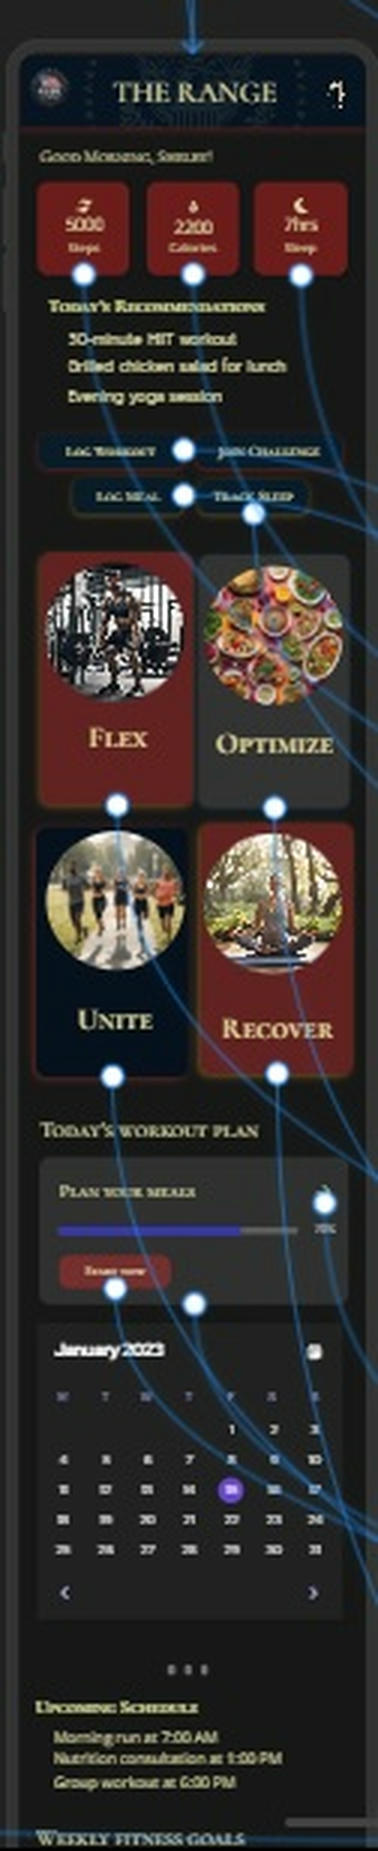 THE RANGE
GOOD MORNING, SHELBY!
5000 2200 7hrs
Steps Calories Sleep
TODAY'S RECOMMENDATIONS
30-minute HIIT workout
Grilled chicken salad for lunch
Evening yoga session
LOG WORKOUT JOIN CHALLENGE
LOG MEAL TRACK SLEEP
FLEX OPTIMIZE
UNITE RECOVER
TODAY'S WORKOUT PLAN
PLAN YOUR MEALS
70%
START NOW
January 2023
M T W T F S S
1 2 3
4 5 6 7 8 9 10
11 12 13 14 15 16 17
18 19 20 21 22 23 24
25 26 27 28 29 30 31
UPCOMING SCHEDULE
Morning run at 7:00 AM
Nutrition consultation at 1:00 PM
Group workout at 6:00 PM
WEEKLY FITNESS GOALS